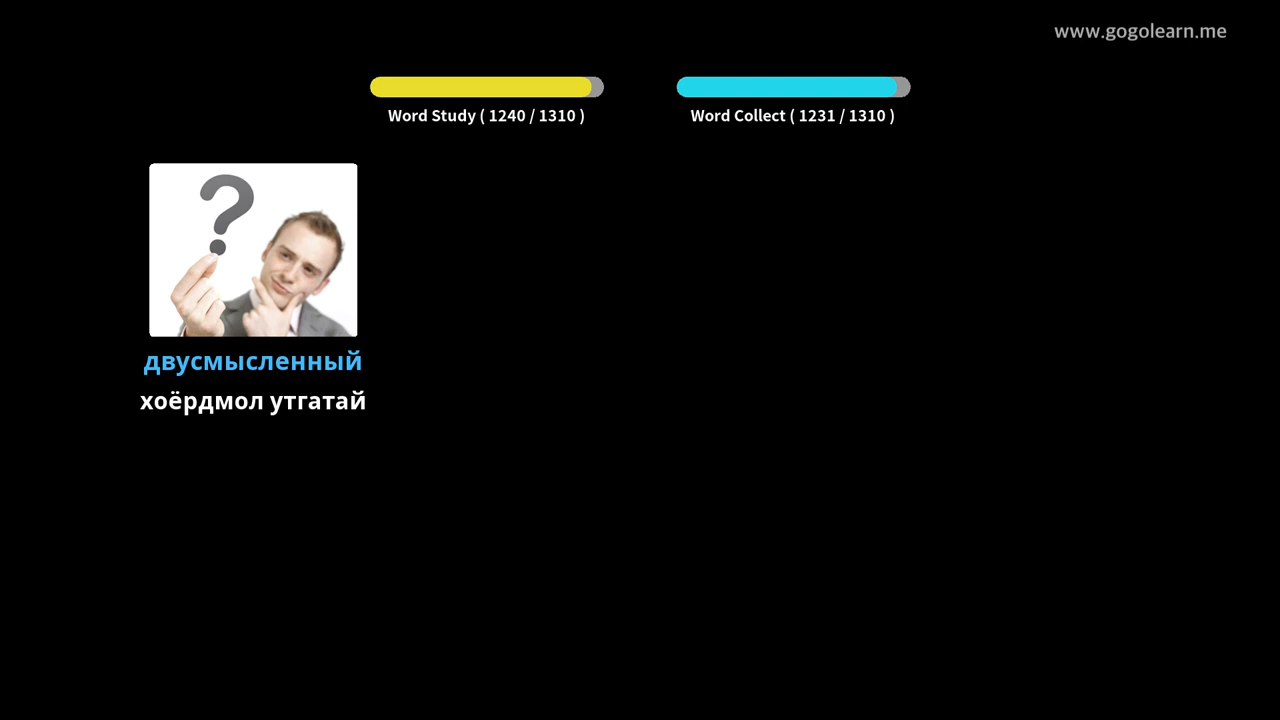 www.gogolearn.me
Word Study ( 1240 / 1310 )
Word Collect ( 1231 / 1310 )
двусмысленный
хоёрдмол утгатай